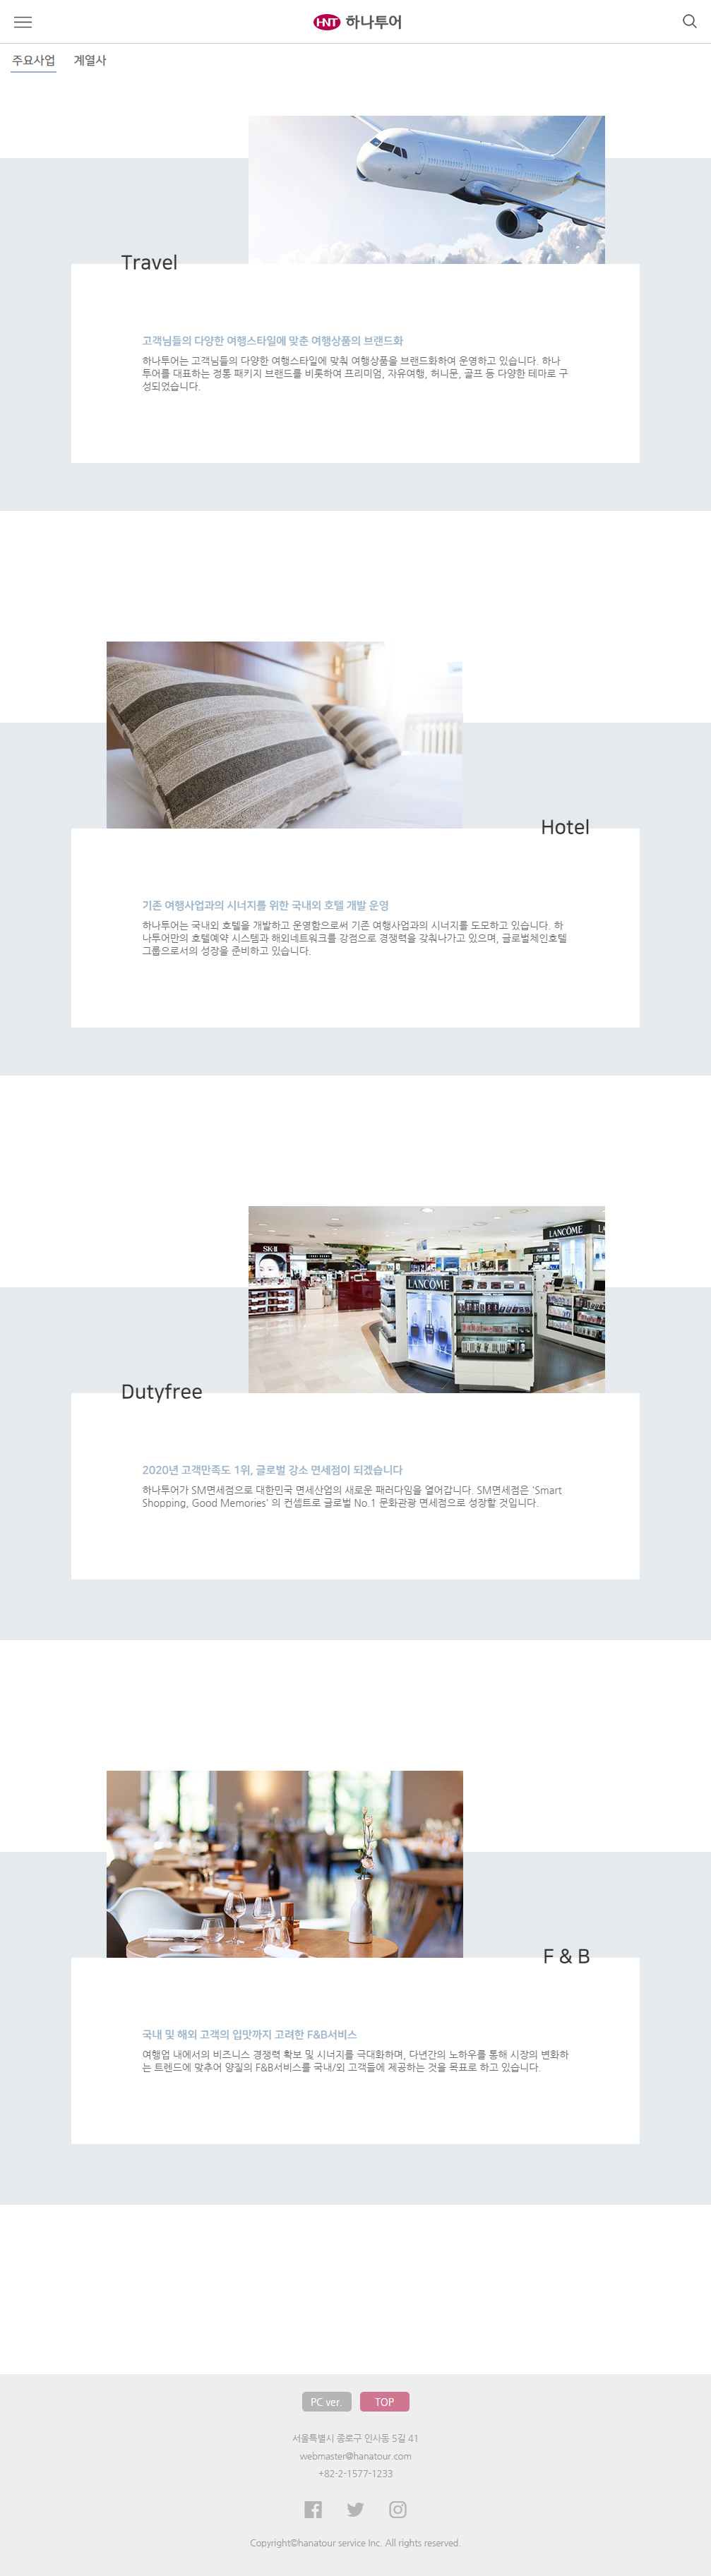 HNT 하나투어
주요사업 계열사
Travel
고객님들의 다양한 여행스타일에 맞춘 여행상품의 브랜드화
하나투어는 고객님들의 다양한 여행스타일에 맞춰 여행상품을 브랜드화하여 운영하고 있습니다. 하나
투어를 대표하는 정통 패키지 브랜드를 비롯하여 프리미엄, 자유여행, 허니문, 골프 등 다양한 테마로 구
성되었습니다.
Hotel
기존 여행사업과의 시너지를 위한 국내외 호텔 개발 운영
하나투어는 국내외 호텔을 개발하고 운영함으로써 기존 여행사업과의 시너지를 도모하고 있습니다. 하
나투어만의 호텔예약 시스템과 해외네트워크를 강점으로 경쟁력을 갖춰나가고 있으며, 글로벌체인호텔
그룹으로서의 성장을 준비하고 있습니다.
LANCÔME
SK-II
LANCÔME
Dutyfree
2020년 고객만족도 1위, 글로벌 강소 면세점이 되겠습니다
하나투어가 SM면세점으로 대한민국 면세산업의 새로운 패러다임을 열어갑니다. SM면세점은 'Smart
Shopping, Good Memories' 의 컨셉트로 글로벌 No.1 문화관광 면세점으로 성장할 것입니다.
F & B
국내 및 해외 고객의 입맛까지 고려한 F&B서비스
여행업 내에서의 비즈니스 경쟁력 확보 및 시너지를 극대화하며, 다년간의 노하우를 통해 시장의 변화하
는 트렌드에 맞추어 양질의 F&B서비스를 국내/외 고객들에 제공하는 것을 목표로 하고 있습니다.
PC ver. TOP
서울특별시 종로구 인사동 5길 41
webmaster@hanatour.com
+82-2-1577-1233
Copyright©hanatour service Inc. All rights reserved.